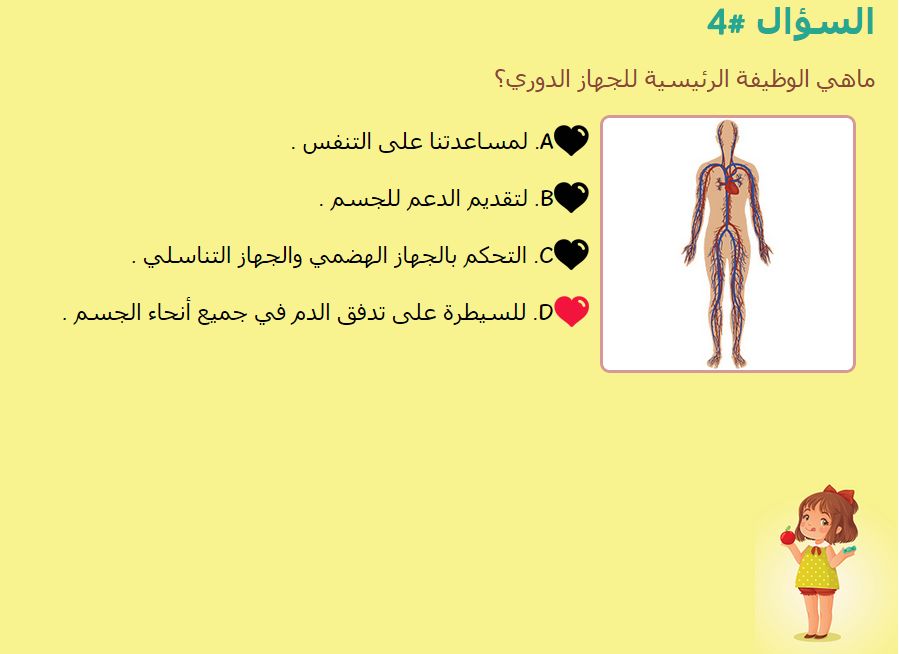 السؤال #4
ماهي الوظيفة الرئيسية للجهاز الدوري؟
A. لمساعدتنا على التنفس .
B. لتقديم الدعم للجسم .
C. التحكم بالجهاز الهضمي والجهاز التناسلي .
D. للسيطرة على تدفق الدم في جميع أنحاء الجسم .